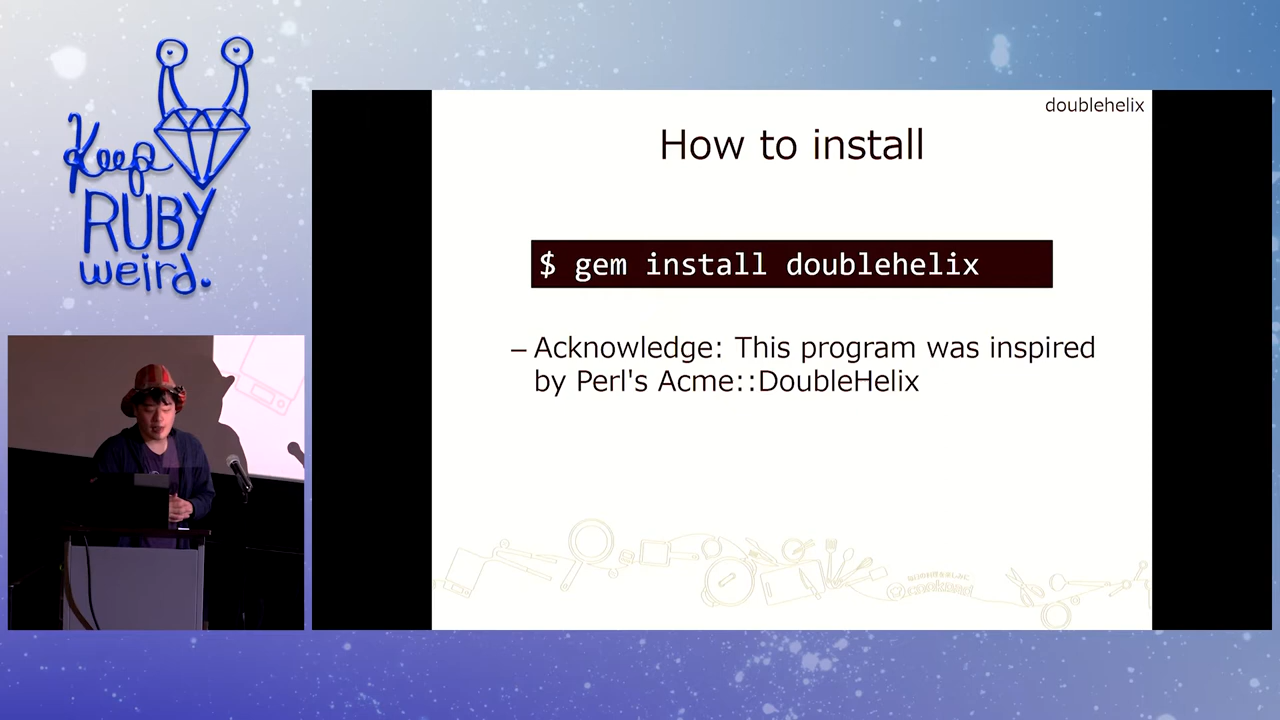 Keep
RUBY
weird.
doublehelix
How to install
$ gem install doublehelix
– Acknowledge: This program was inspired
by Perl's Acme::DoubleHelix
cookpad